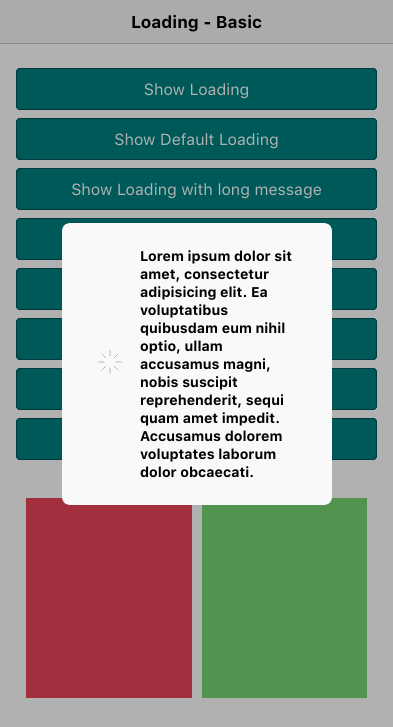 Loading - Basic
Show Loading
Show Default Loading
Show Loading with long message
Lorem ipsum dolor sit
amet, consectetur
adipisicing elit. Ea
voluptatibus
quibusdam eum nihil
optio, ullam
accusamus magni,
nobis suscipit
reprehenderit, sequi
quam amet impedit.
Accusamus dolorem
voluptates laborum
dolor obcaecati.